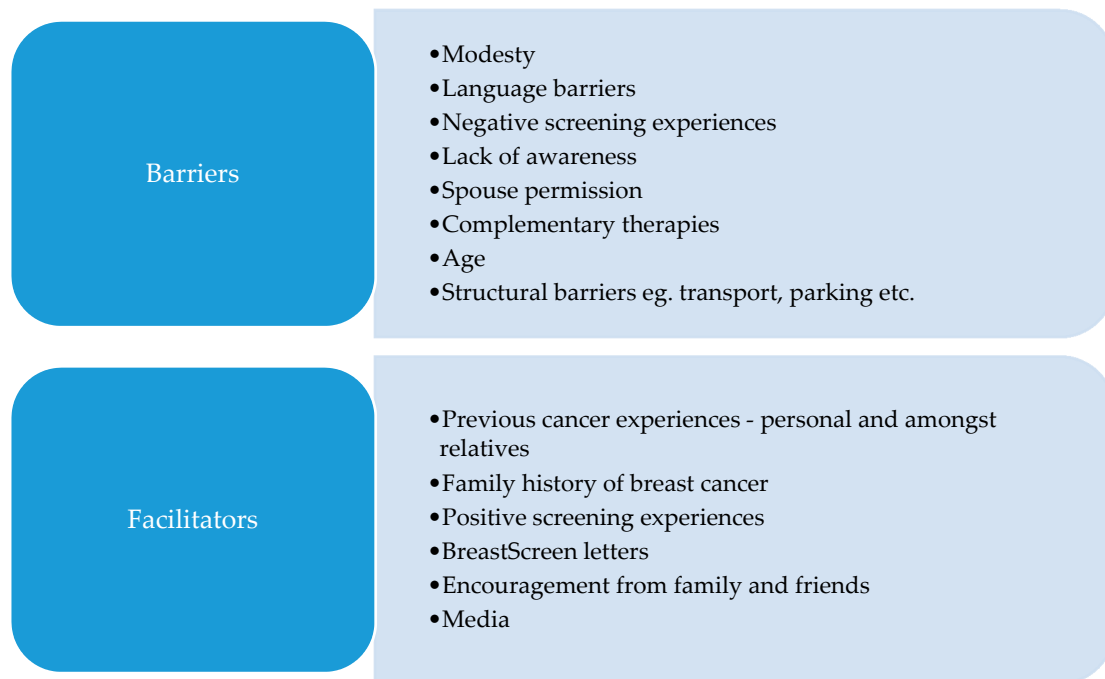 Barriers
•Modesty
•Language barriers
•Negative screening experiences
•Lack of awareness
•Spouse permission
•Complementary therapies
•Age
•Structural barriers eg. transport, parking etc.
Facilitators
•Previous cancer experiences - personal and amongst
relatives
•Family history of breast cancer
•Positive screening experiences
•BreastScreen letters
•Encouragement from family and friends
•Media